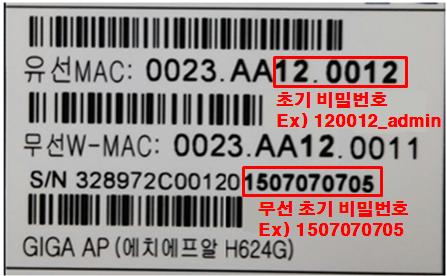 유선MAC: 0023.AA12.0012
초기 비밀번호
Ex) 120012_admin
무선W-MAC: 0023.AA12.0011
S/N 328972C001201507070705
무선 초기 비밀번호
Ex) 1507070705
GIGA AP (에치에프알 H624G)